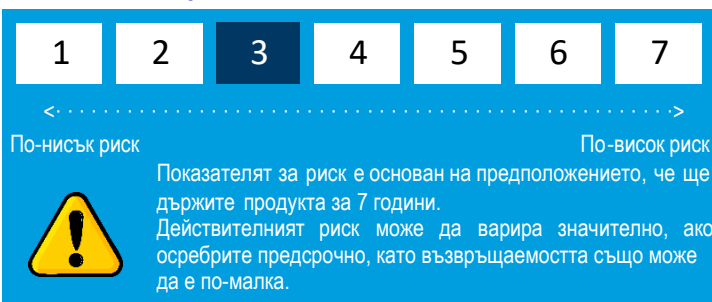 1 2 3 4 5 6 7
По-нисък риск По-висок риск
Показателят за риск е основан на предположението, че ще
държите продукта за 7 години.
Действителният риск може да варира значително, ако
осребрите предсрочно, като възвръщаемостта също може
да е по-малка.